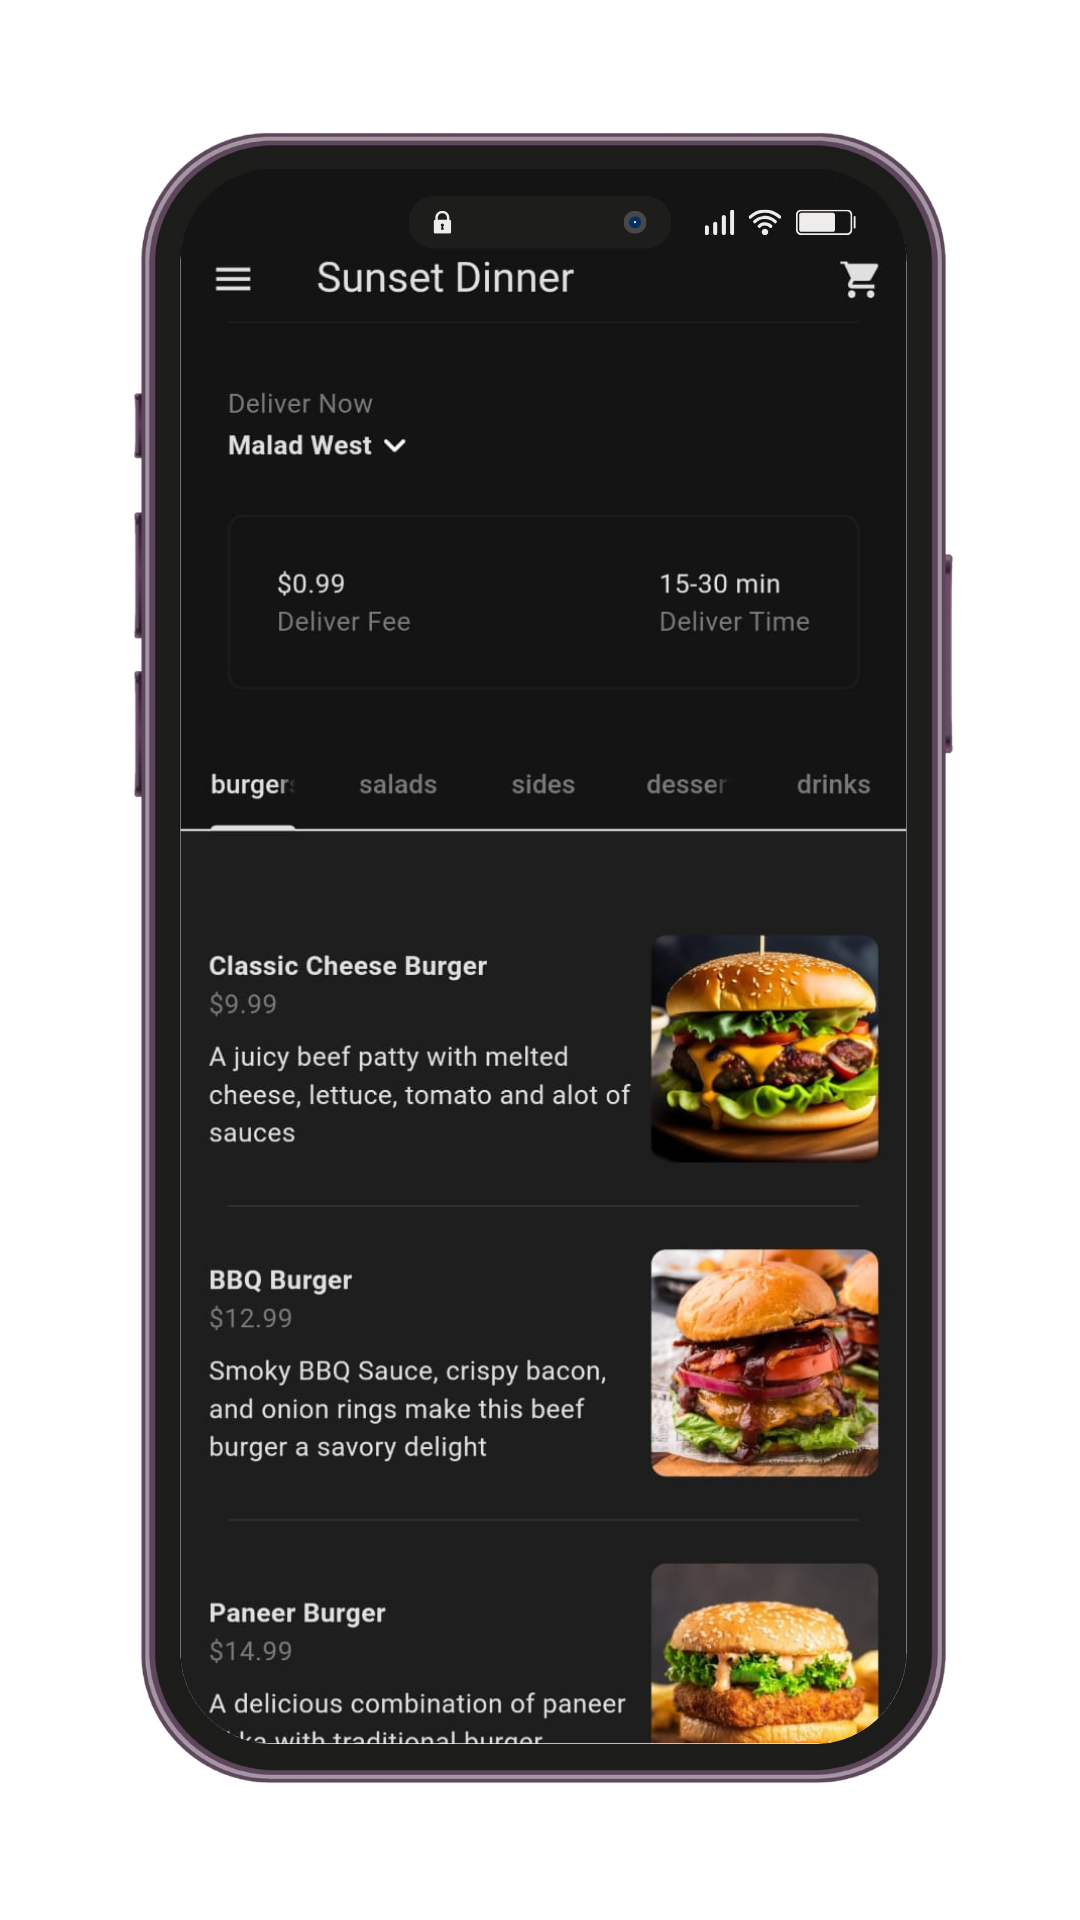 Sunset Dinner
Deliver Now
Malad West
$0.99
15-30 min
Deliver Fee
Deliver Time
burgers
salads
sides
desser
drinks
Classic Cheese Burger
$9.99
A juicy beef patty with melted
cheese, lettuce, tomato and alot of
sauces
BBQ Burger
$12.99
Smoky BBQ Sauce, crispy bacon,
and onion rings make this beef
burger a savory delight
Paneer Burger
$14.99
A delicious combination of paneer
with traditional burger